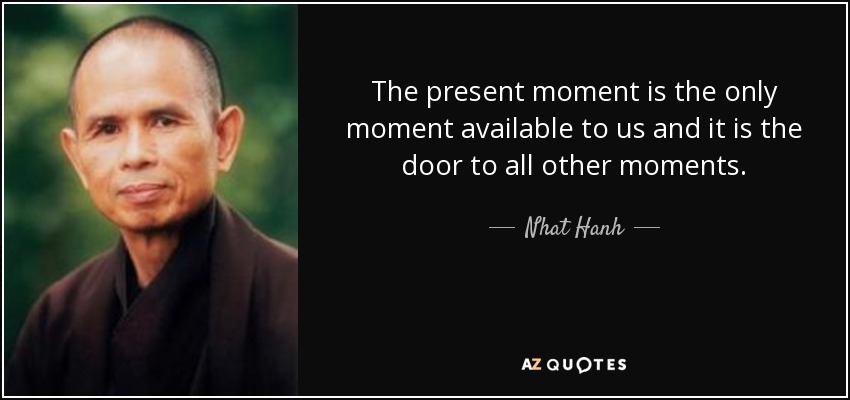 The present moment is the only
moment available to us and it is the
door to all other moments.
Nhat Hanh
AZ QUOTES